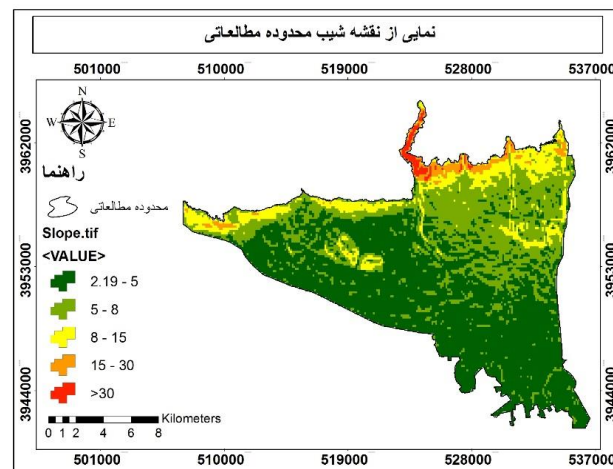 نمایی از نقشه شیب محدوده مطالعاتی
501000 510000 519000 528000 537000
3962000 3962000
3953000 3953000
3944000 3944000
N
W E
S
راهنما
محدوده مطالعاتی
Slope.tif
<VALUE>
2.19 - 5
5 - 8
8 - 15
15 - 30
>30
Kilometers
0 1 2 4 6 8
501000 510000 519000 528000 537000